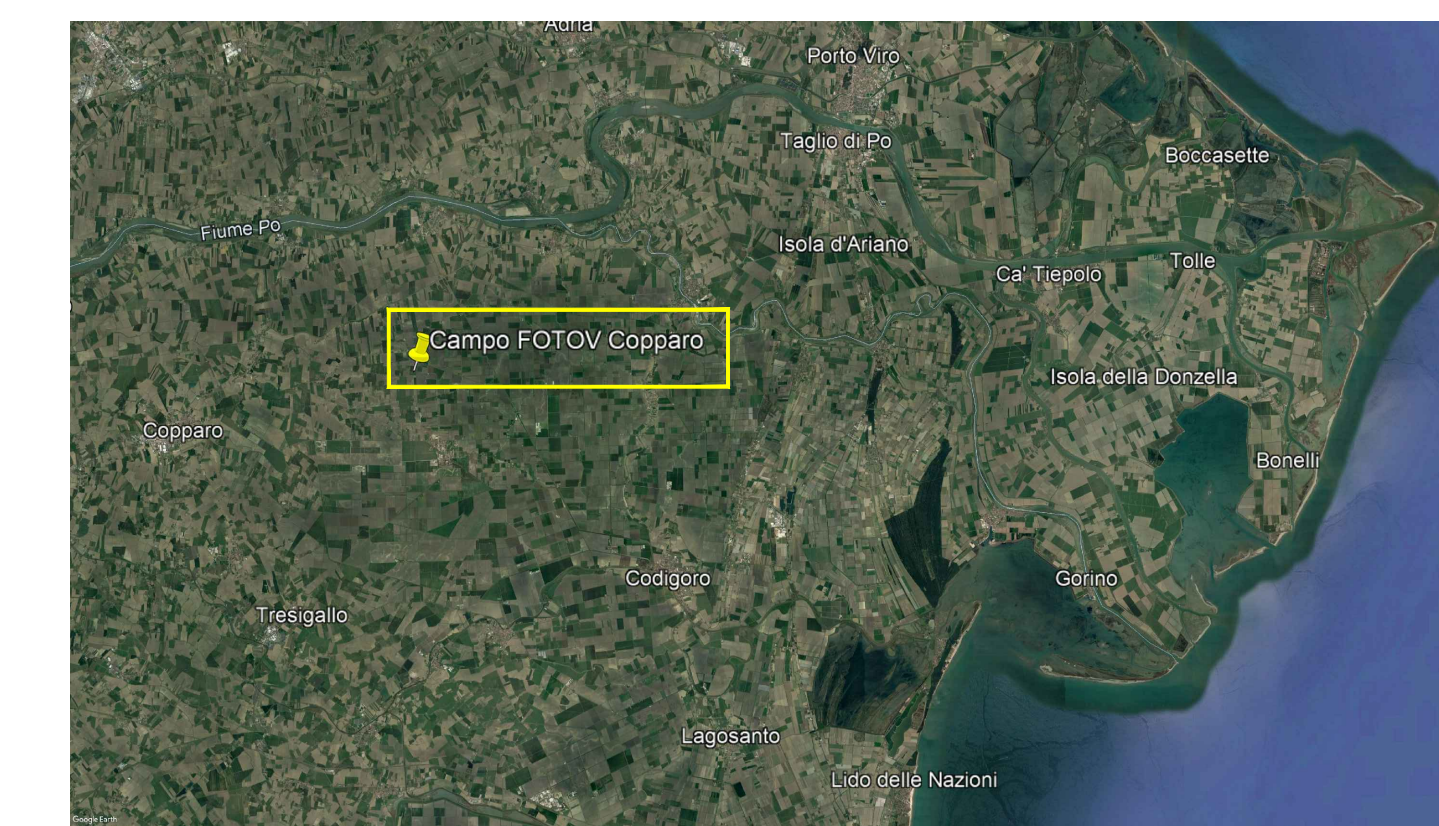 Adria
Porto Viro
Taglio di Po
Boccasette
Fiume Po
Isola d'Ariano
Tolle
Ca' Tiepolo
Campo FOTOV Copparo
Isola della Donzella
Copparo
Bonelli
Codigoro
Gorino
Tresigallo
Lagosanto
Lido delle Nazioni
Google Earth